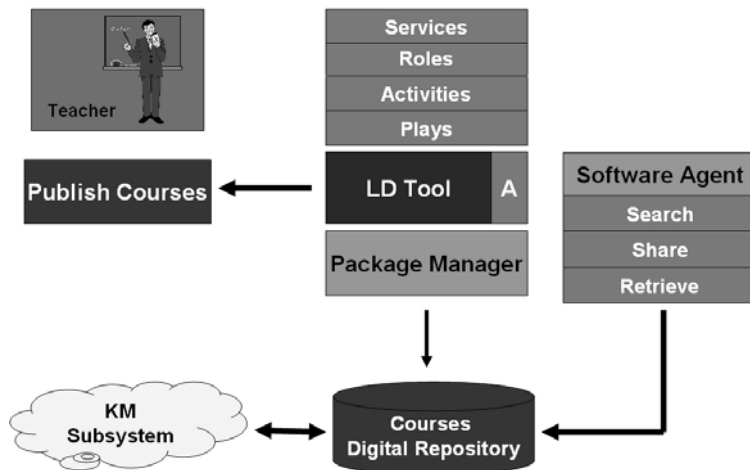 Teacher
Services
Roles
Activities
Plays
Publish Courses
LD Tool
A
Package Manager
Software Agent
Search
Share
Retrieve
KM
Subsystem
Courses
Digital Repository